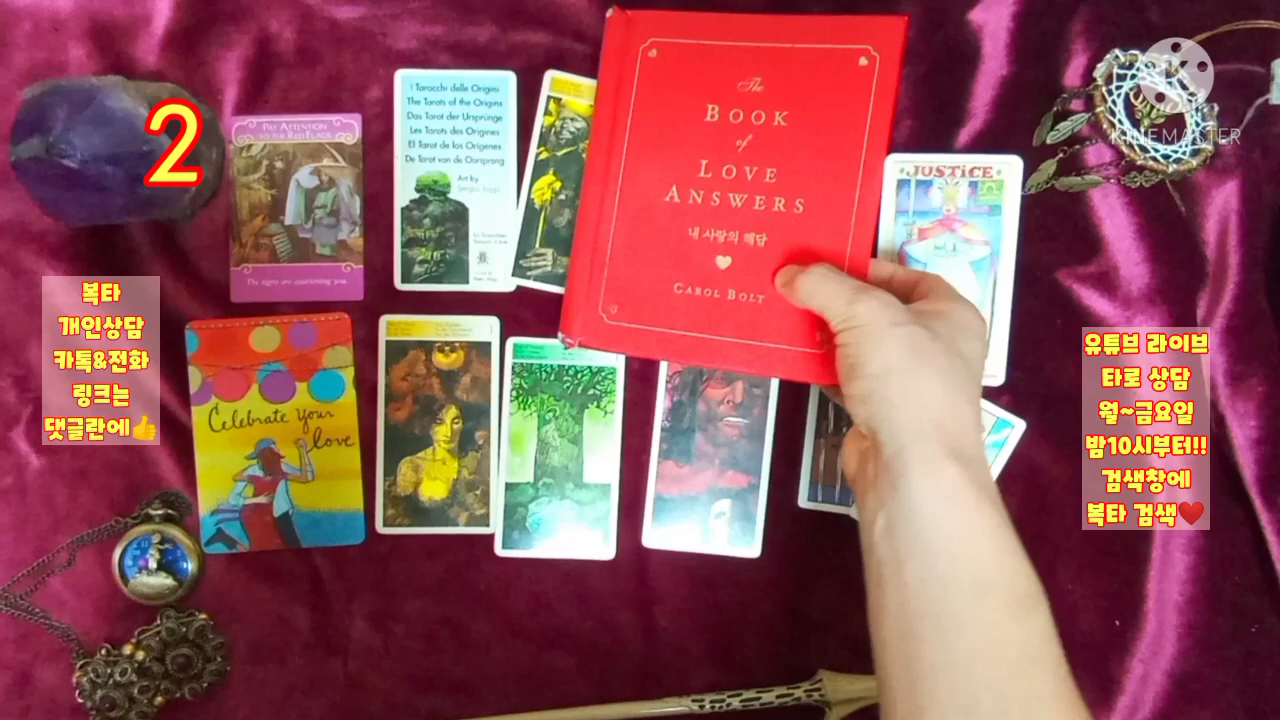 2
PAY ATTENTION
TO THE RED FLAGS
The signs are cautioning you.
I Tarocchi delle Origini
The Tarots of the Origins
Das Tarot der Ursprünge
Les Tarots des Origines
El Tarot de los Orígenes
De Tarot van de Oorsprong
Art by
The
BOOK
of
LOVE
ANSWERS
내 사랑의 해답
CAROL BOLT
JUSTICE
KINEMASTER
복타
개인상담
카톡&전화
링크는
댓글란에👍
Celebrate Your
love
유튜브 라이브
타로 상담
월~금요일
밤10시부터!!
검색창에
복타 검색❤️